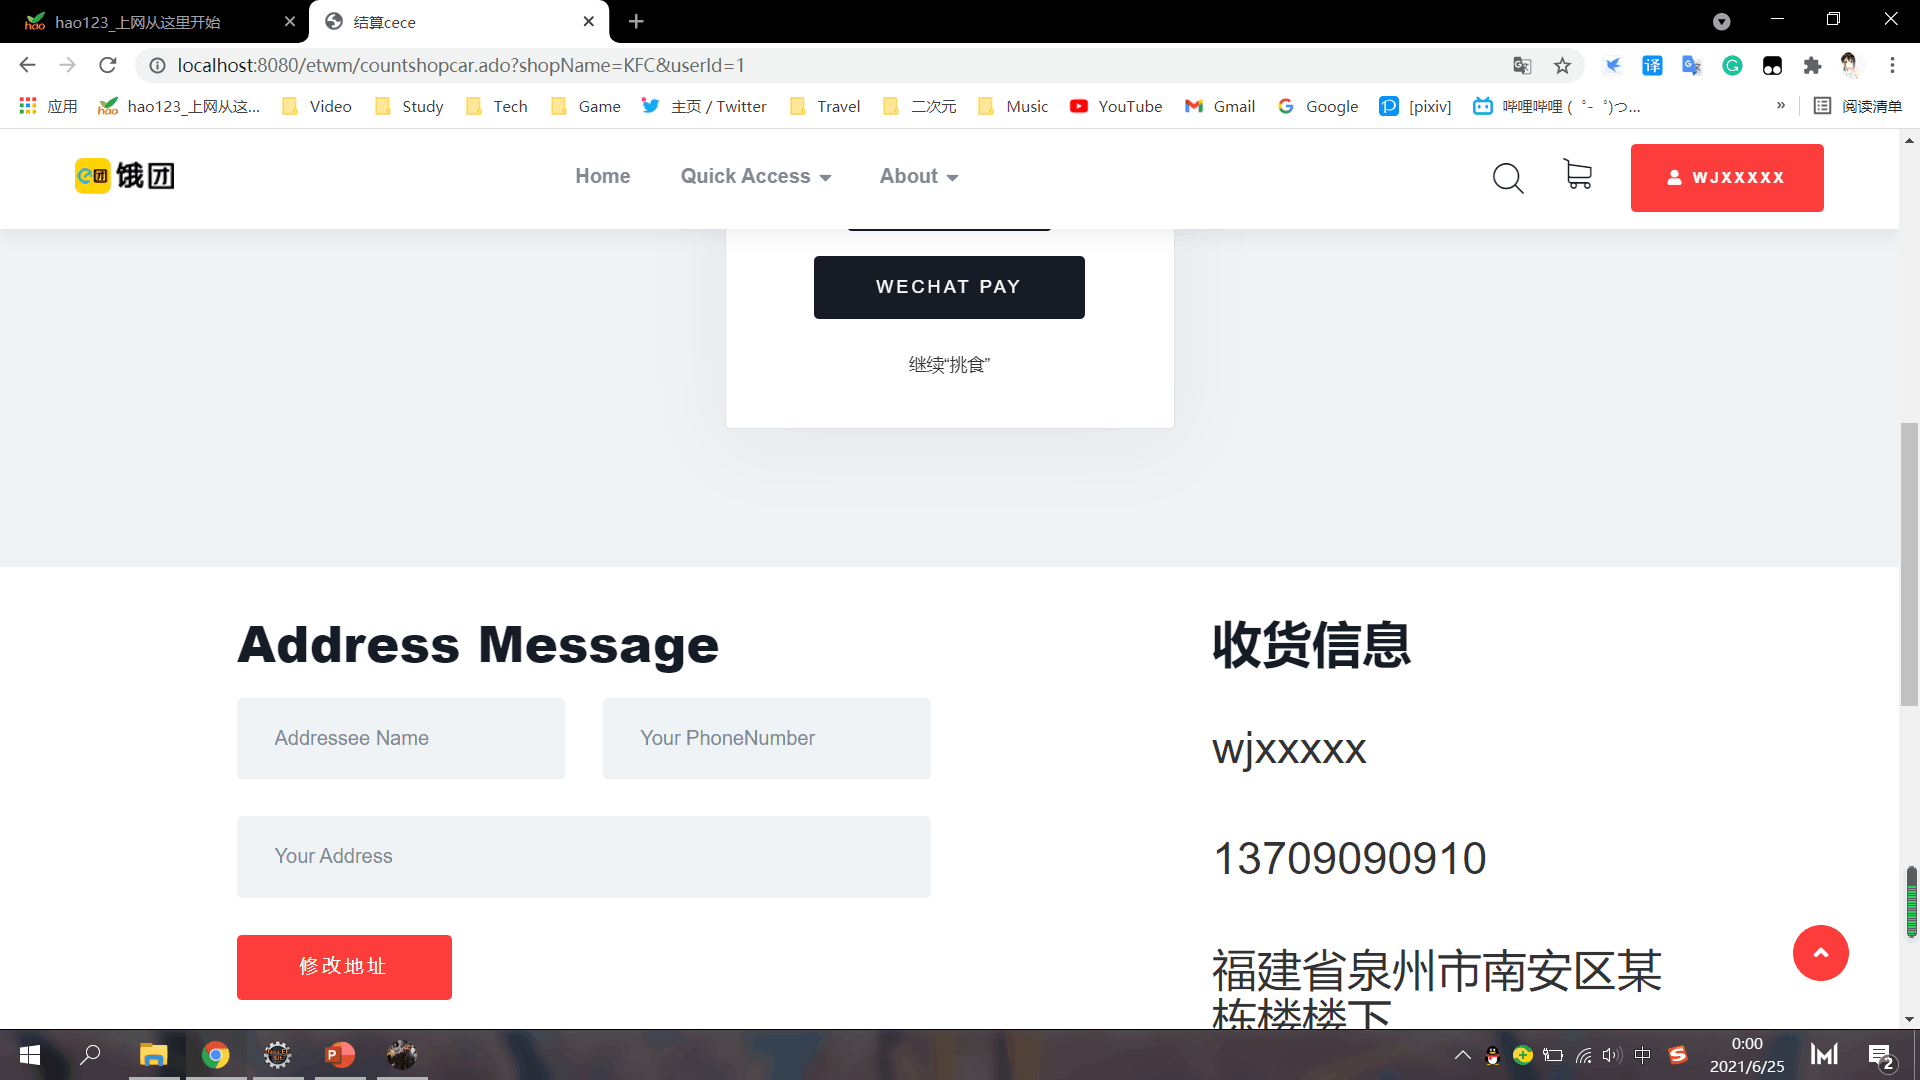 hao123_上网从这里开始
结算cece
localhost:8080/etwm/countshopcar.ado?shopName=KFC&userId=1
应用
hao123_上网从这...
Video
Study
Tech
Game
主页 / Twitter
Travel
二次元
Music
YouTube
Gmail
Google
[pixiv]
哔哩哔哩 ( ゜- ゜)つ...
»
阅读清单
饿团
Home
Quick Access
About
WJXXXXX
WECHAT PAY
继续“挑食”
Address Message
收货信息
Addressee Name
Your PhoneNumber
wjxxxxx
Your Address
13709090910
修改地址
福建省泉州市南安区某
栋楼楼下
中
0:00
2021/6/25
2